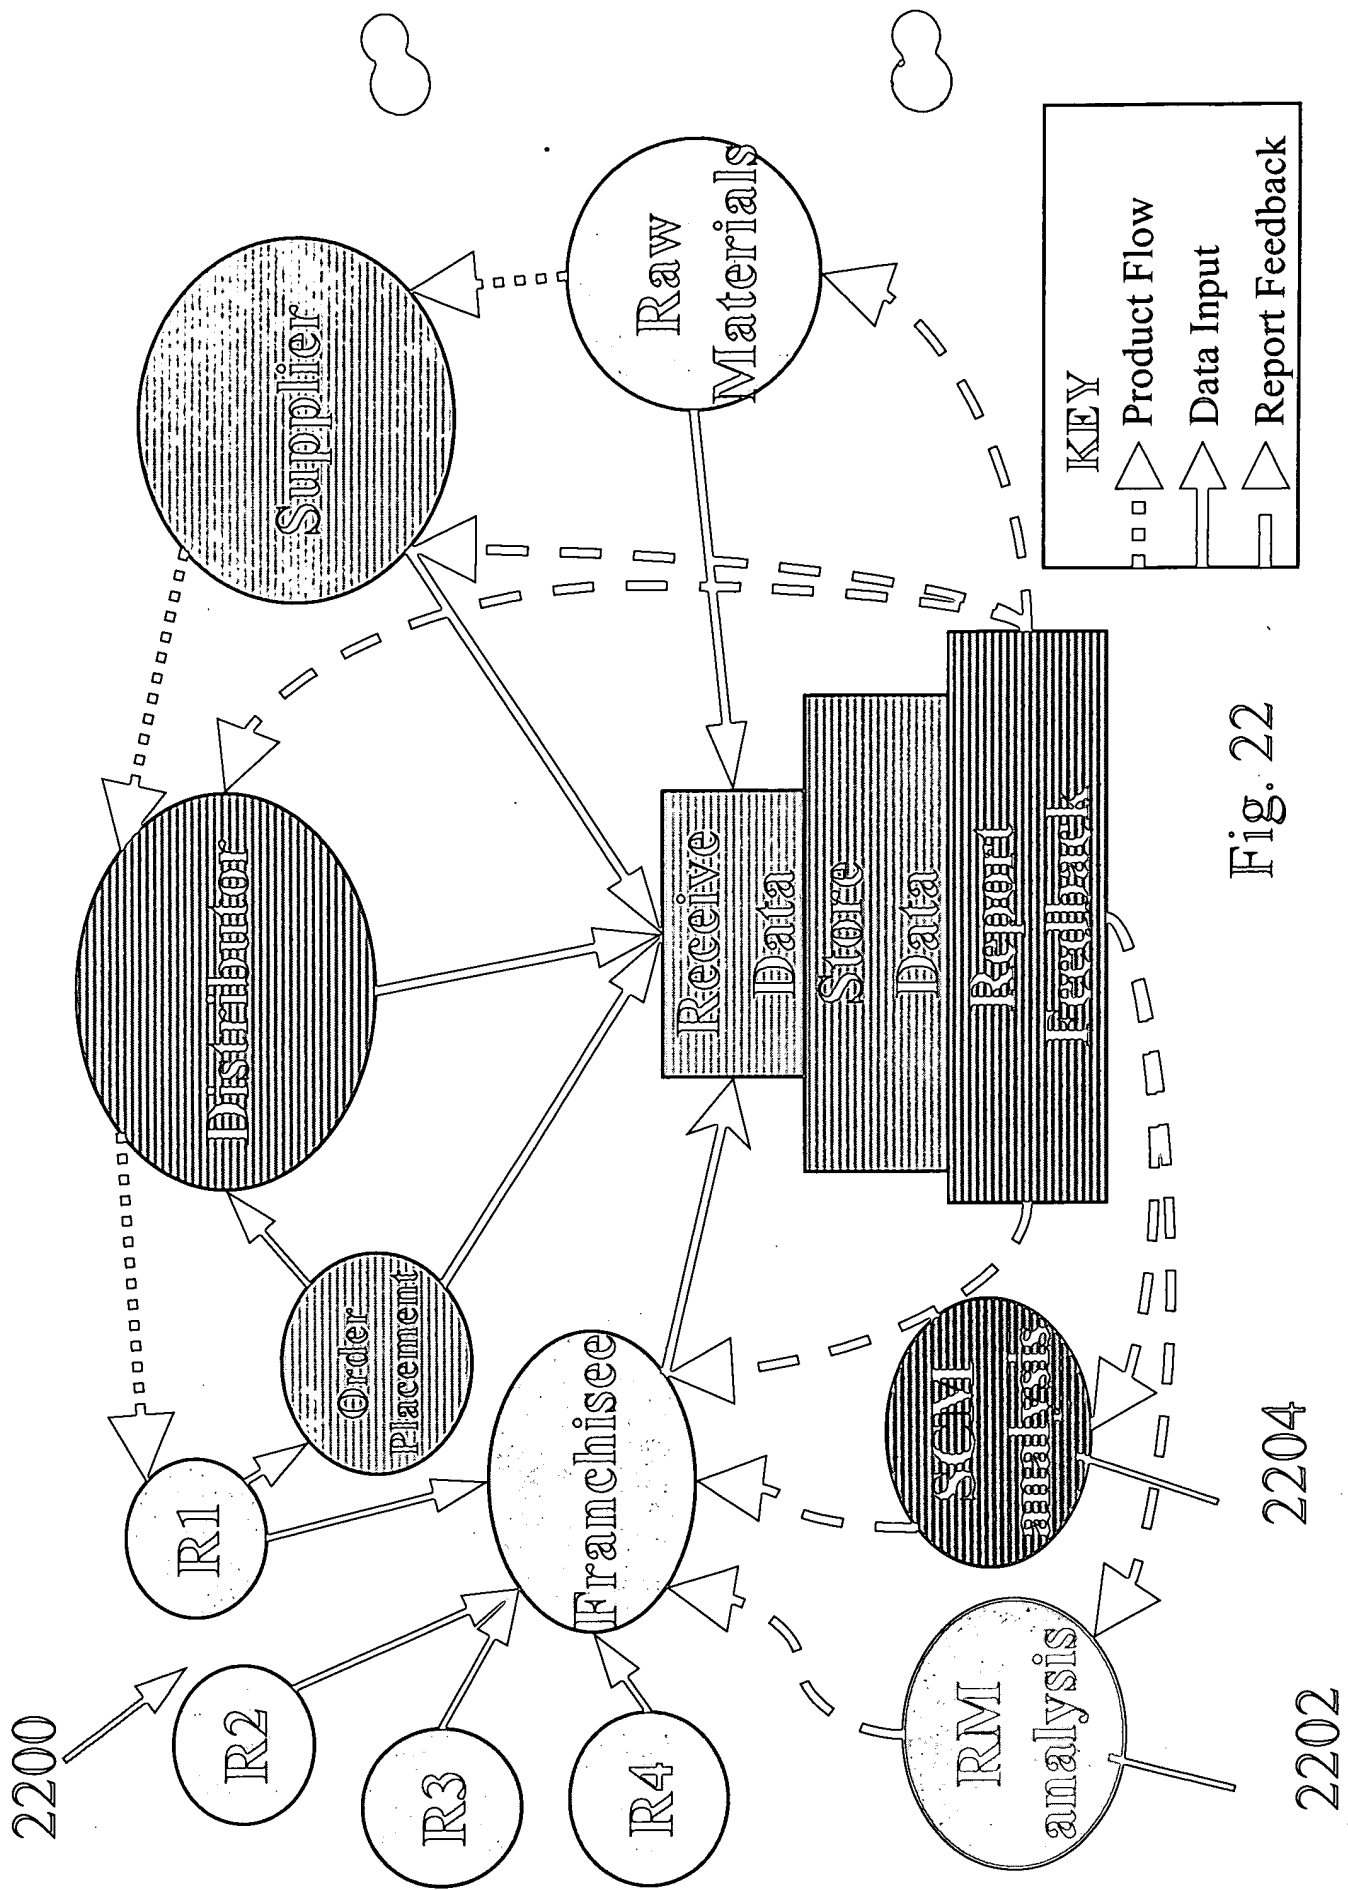 2200
R1
R2
R3
R4
Order
Placement
Distributor
Supplier
Franchisee
Raw
Materials
Receive
Data
Store
Data
Report
Feedback
SCM
analysis
RM
analysis
2202
2204
KEY
Product Flow
Data Input
Report Feedback
Fig. 22